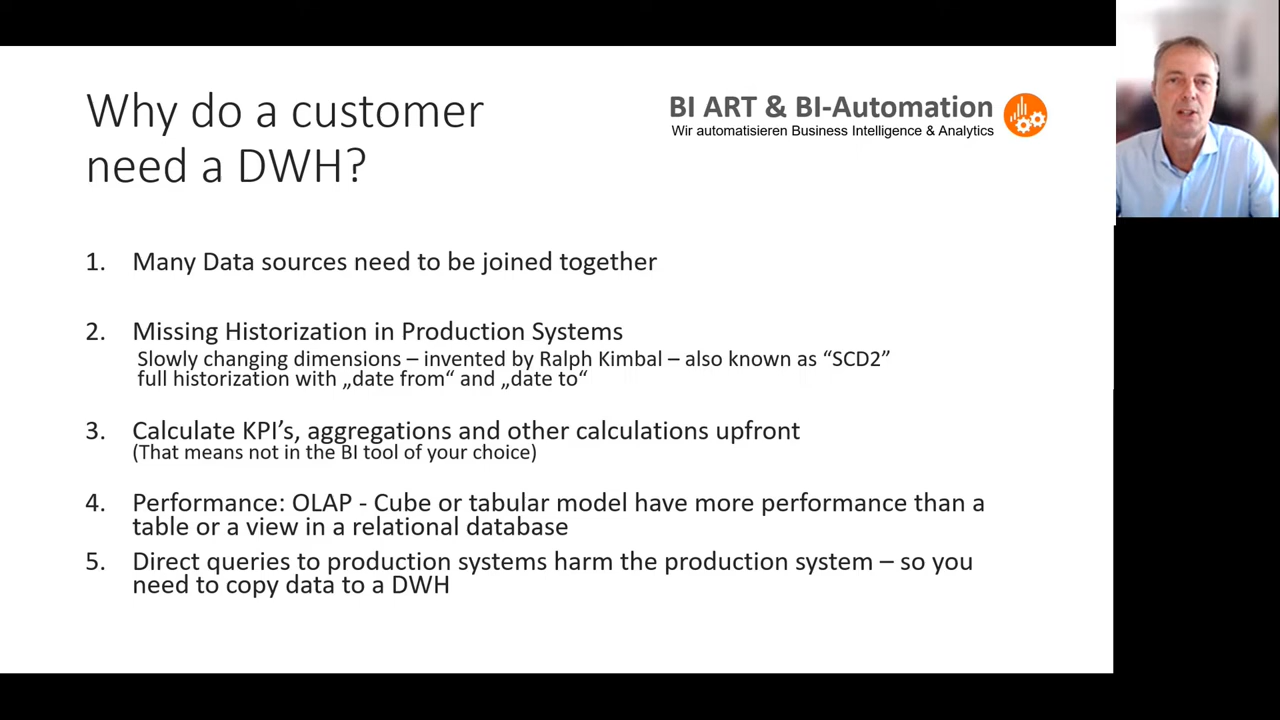 Why do a customer
need a DWH?
BI ART & BI-Automation
Wir automatisieren Business Intelligence & Analytics
1. Many Data sources need to be joined together
2. Missing Historization in Production Systems
Slowly changing dimensions – invented by Ralph Kimbal – also known as “SCD2”
full historization with „date from“ and „date to“
3. Calculate KPI’s, aggregations and other calculations upfront
(That means not in the BI tool of your choice)
4. Performance: OLAP - Cube or tabular model have more performance than a
table or a view in a relational database
5. Direct queries to production systems harm the production system – so you
need to copy data to a DWH